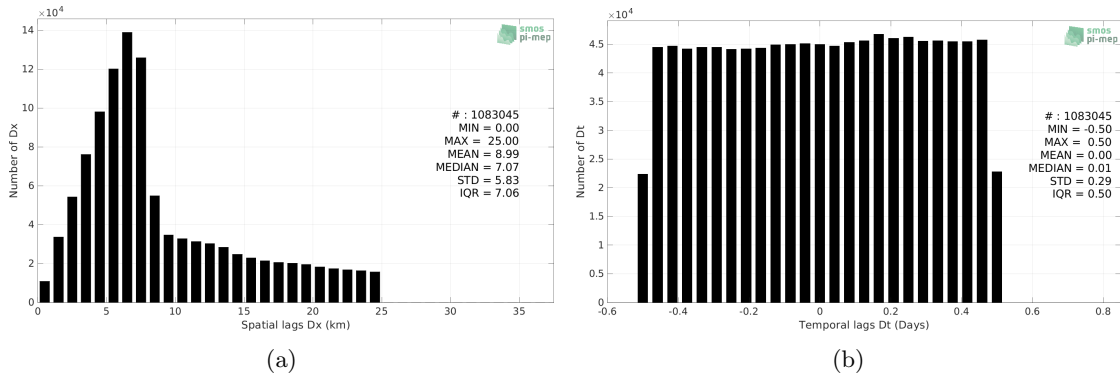 ×10⁴
14
12
10
8
6
4
2
0
Number of Dx
0 5 10 15 20 25 30 35
Spatial lags Dx (km)
smos
pi-mep
# : 1083045
MIN = 0.00
MAX = 25.00
MEAN = 8.99
MEDIAN = 7.07
STD = 5.83
IQR = 7.06
(a)
×10⁴
4.5
4
3.5
3
2.5
2
1.5
1
0.5
0
Number of Dt
-0.6 -0.4 -0.2 0 0.2 0.4 0.6 0.8
Temporal lags Dt (Days)
smos
pi-mep
# : 1083045
MIN = -0.50
MAX = 0.50
MEAN = 0.00
MEDIAN = 0.01
STD = 0.29
IQR = 0.50
(b)